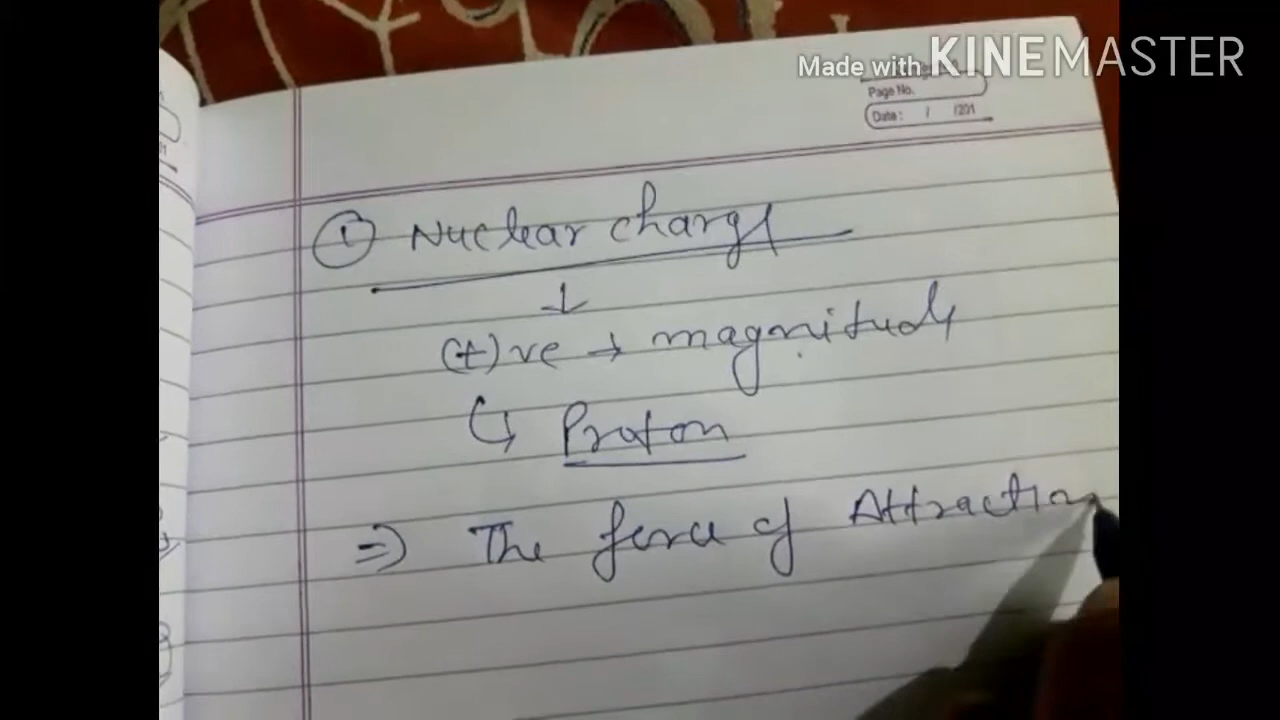 Made with KINEMASTER
Page No.
Date : / /201
① Nuclear charge
↓
(+)ve → magnitude
↳ Proton
⇒ The force of Attraction